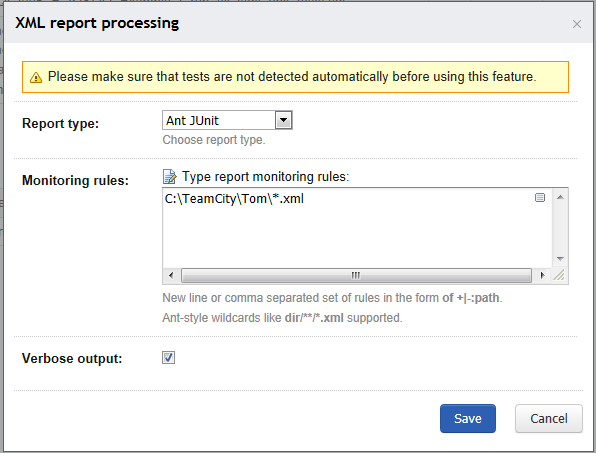 XML report processing
Please make sure that tests are not detected automatically before using this feature.
Report type:
Ant JUnit
Choose report type.
Monitoring rules:
Type report monitoring rules:
C:\TeamCity\Tom\*.xml
New line or comma separated set of rules in the form of +|-:path.
Ant-style wildcards like dir/**/*.xml supported.
Verbose output:
Save
Cancel